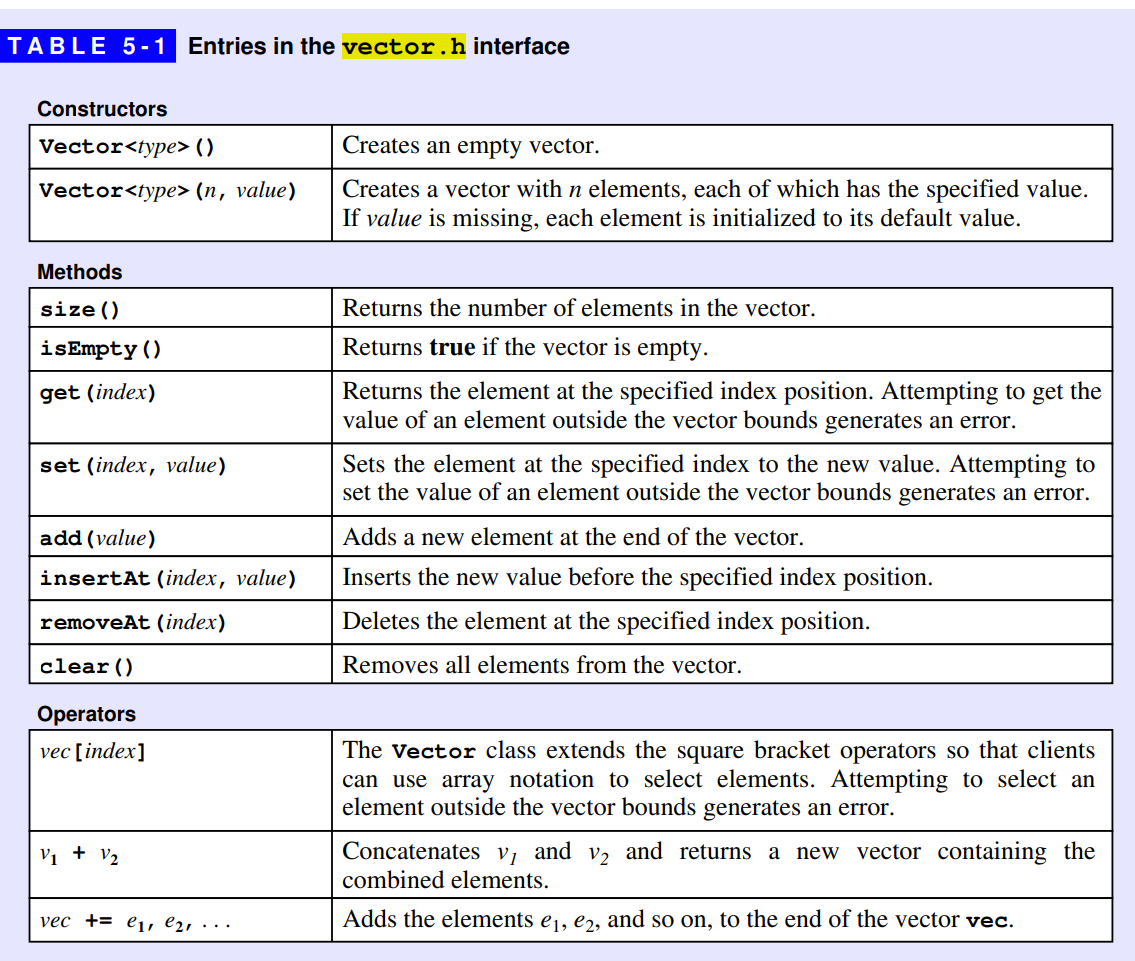 TABLE 5-1 Entries in the vector.h interface
Constructors
Vector<type>() Creates an empty vector.
Vector<type>(n, value) Creates a vector with n elements, each of which has the specified value.
If value is missing, each element is initialized to its default value.
Methods
size() Returns the number of elements in the vector.
isEmpty() Returns true if the vector is empty.
get(index) Returns the element at the specified index position. Attempting to get the
value of an element outside the vector bounds generates an error.
set(index, value) Sets the element at the specified index to the new value. Attempting to
set the value of an element outside the vector bounds generates an error.
add(value) Adds a new element at the end of the vector.
insertAt(index, value) Inserts the new value before the specified index position.
removeAt(index) Deletes the element at the specified index position.
clear() Removes all elements from the vector.
Operators
vec[index] The Vector class extends the square bracket operators so that clients
can use array notation to select elements. Attempting to select an
element outside the vector bounds generates an error.
v₁ + v₂ Concatenates v₁ and v₂ and returns a new vector containing the
combined elements.
vec += e₁, e₂, ... Adds the elements e₁, e₂, and so on, to the end of the vector vec.